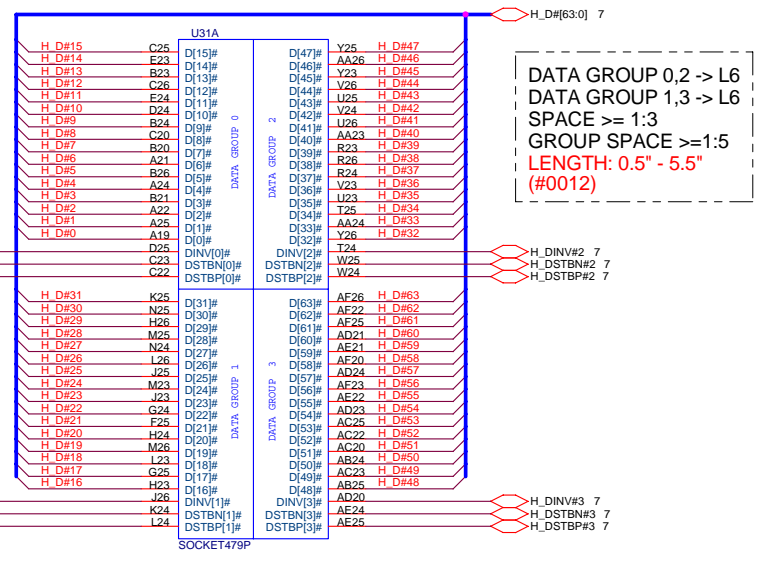 H_D#[63:0] 7
U31A
H_D#15 C25 D[15]# D[47]# Y25 H_D#47
H_D#14 E23 D[14]# D[46]# AA26 H_D#46
H_D#13 B23 D[13]# D[45]# Y23 H_D#45
H_D#12 C26 D[12]# D[44]# V26 H_D#44
H_D#11 E24 D[11]# D[43]# U25 H_D#43
H_D#10 D24 D[10]# D[42]# V24 H_D#42
H_D#9 B24 D[9]# D[41]# U26 H_D#41
H_D#8 C20 D[8]# D[40]# AA23 H_D#40
H_D#7 B20 D[7]# D[39]# R23 H_D#39
H_D#6 A21 D[6]# D[38]# R26 H_D#38
H_D#5 B26 D[5]# D[37]# R24 H_D#37
H_D#4 A24 D[4]# D[36]# V23 H_D#36
H_D#3 B21 D[3]# D[35]# U23 H_D#35
H_D#2 A22 D[2]# D[34]# T25 H_D#34
H_D#1 A25 D[1]# D[33]# AA24 H_D#33
H_D#0 A19 D[0]# D[32]# Y26 H_D#32
D25 DINV[0]# DINV[2]# T24 H_DINV#2 7
C23 DSTBN[0]# DSTBN[2]# W25 H_DSTBN#2 7
C22 DSTBP[0]# DSTBP[2]# W24 H_DSTBP#2 7
DATA GROUP 0
DATA GROUP 2
H_D#31 K25 D[31]# D[63]# AF26 H_D#63
H_D#30 N25 D[30]# D[62]# AF22 H_D#62
H_D#29 H26 D[29]# D[61]# AF25 H_D#61
H_D#28 M25 D[28]# D[60]# AD21 H_D#60
H_D#27 N24 D[27]# D[59]# AE21 H_D#59
H_D#26 L26 D[26]# D[58]# AF20 H_D#58
H_D#25 J25 D[25]# D[57]# AD24 H_D#57
H_D#24 M23 D[24]# D[56]# AF23 H_D#56
H_D#23 J23 D[23]# D[55]# AE22 H_D#55
H_D#22 G24 D[22]# D[54]# AD23 H_D#54
H_D#21 F25 D[21]# D[53]# AC25 H_D#53
H_D#20 H24 D[20]# D[52]# AC22 H_D#52
H_D#19 M26 D[19]# D[51]# AC20 H_D#51
H_D#18 L23 D[18]# D[50]# AB24 H_D#50
H_D#17 G25 D[17]# D[49]# AC23 H_D#49
H_D#16 H23 D[16]# D[48]# AB25 H_D#48
J26 DINV[1]# DINV[3]# AD20 H_DINV#3 7
K24 DSTBN[1]# DSTBN[3]# AE24 H_DSTBN#3 7
L24 DSTBP[1]# DSTBP[3]# AE25 H_DSTBP#3 7
DATA GROUP 1
DATA GROUP 3
SOCKET479P
DATA GROUP 0,2 -> L6
DATA GROUP 1,3 -> L6
SPACE >= 1:3
GROUP SPACE >=1:5
LENGTH: 0.5" - 5.5"
(#0012)